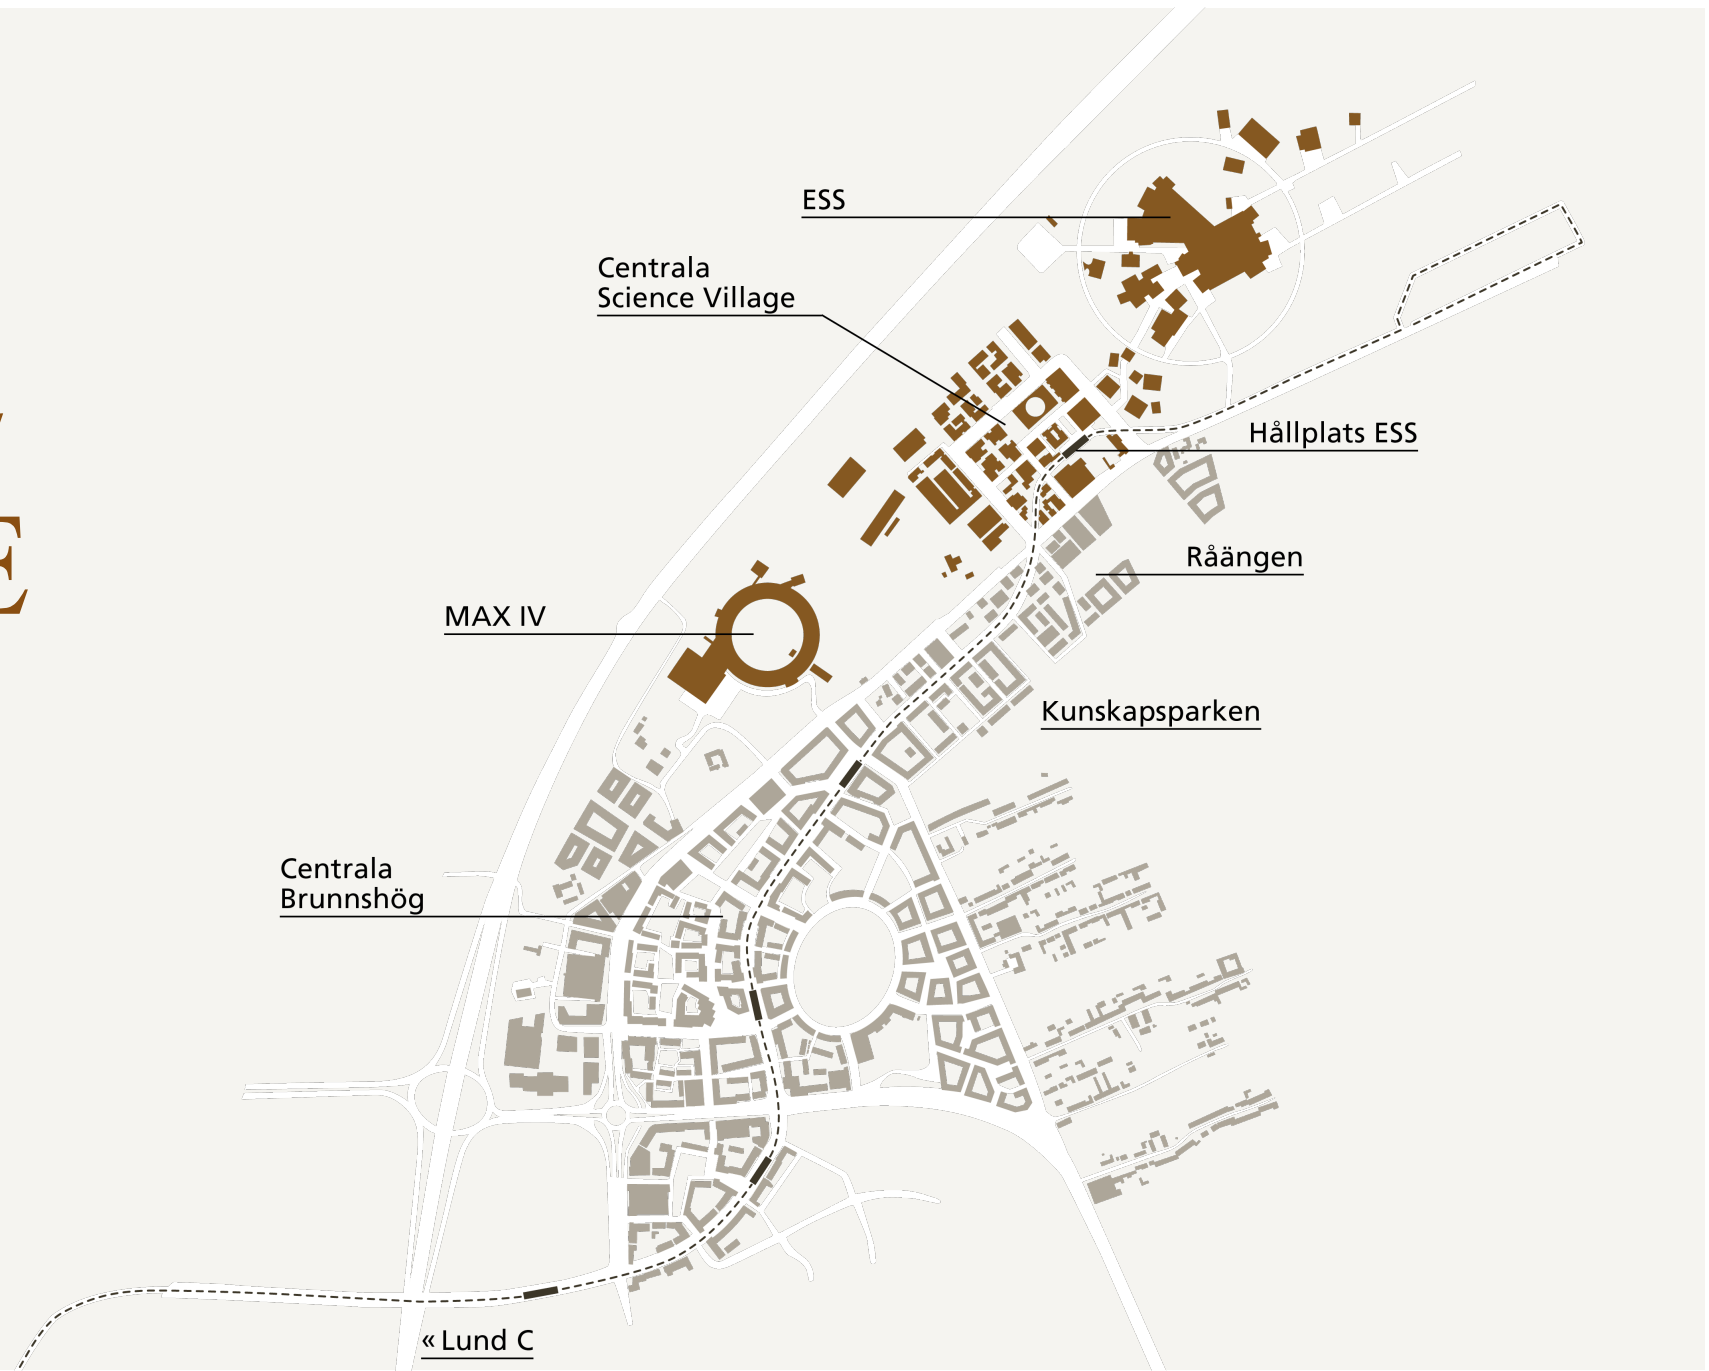 ESS
Centrala
Science Village
Hållplats ESS
Råängen
E
MAX IV
Kunskapsparken
Centrala
Brunnshög
« Lund C